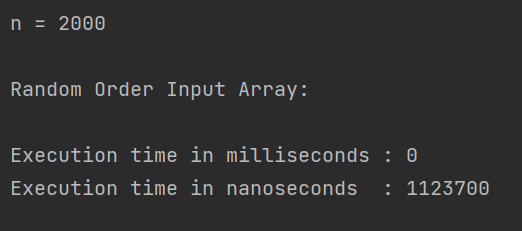 n = 2000
Random Order Input Array:
Execution time in milliseconds : 0
Execution time in nanoseconds  : 1123700